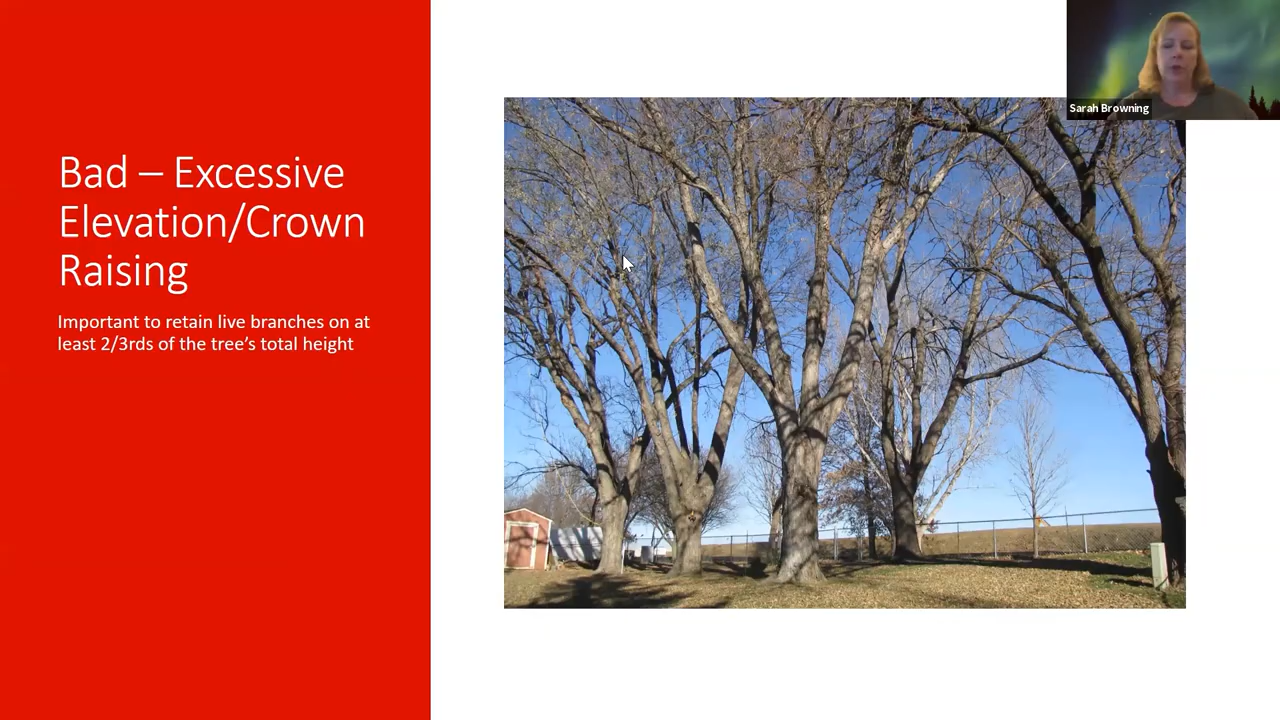 Bad – Excessive
Elevation/Crown
Raising
Important to retain live branches on at
least 2/3rds of the tree’s total height
Sarah Browning